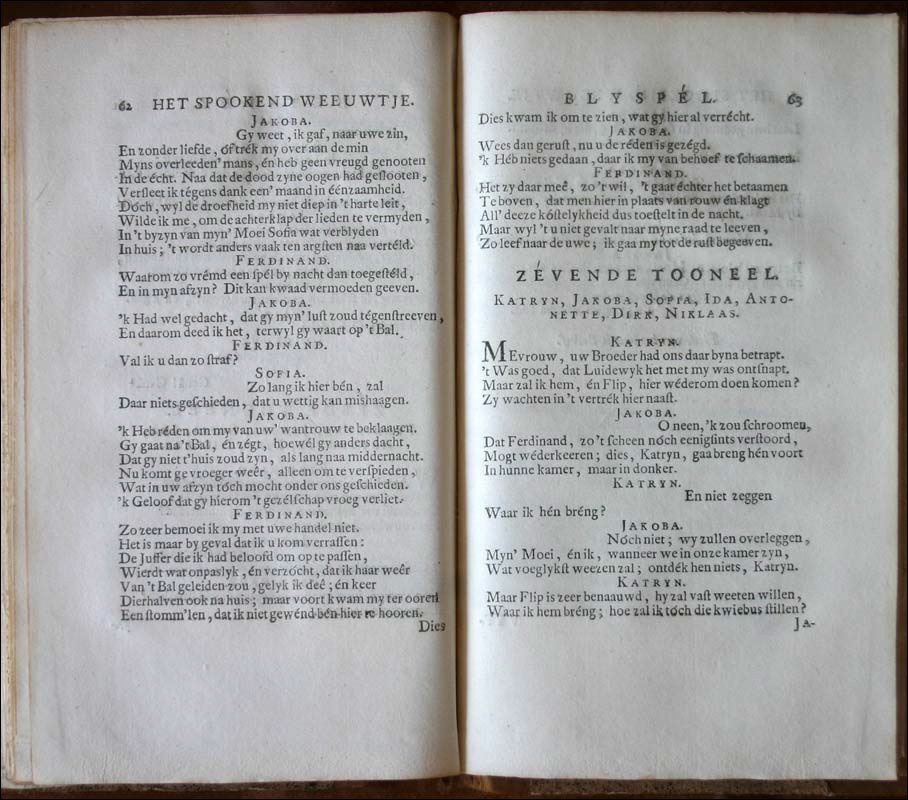 62 HET SPOOKEND WEEUWTJE.
JAKOBA.
Gy weet, ik gaf, naar uwe zin,
En zonder liefde, óf trék my over aan de min
Myns overleeden' mans, én heb geen vreugd genooten
In de écht. Naa dat de dood zyne oogen had geslooten,
Versleet ik tégens dank een' maand in éénzaamheid.
Dóch, wyl de droefheid my niet diep in 't harte leit,
Wilde ik me, om de achterklap der lieden te vermyden,
In 't byzyn van myn' Moei Sofia wat verblyden
In huis; 't wordt anders vaak ten argsten naa vertéld.
FERDINAND.
Waarom zo vrémd een spél by nacht dan toegestéld,
En in myn afzyn? Dit kan kwaad vermoeden geeven.
JAKOBA.
'k Had wel gedacht, dat gy myn' lust zoud tégenstreeven,
En daarom deed ik het, terwyl gy waart op 't Bal.
FERDINAND.
Val ik u dan zo straf?
SOFIA.
Zo lang ik hier bén, zal
Daar niets geschieden, dat u wettig kan mishaagen.
JAKOBA.
'k Heb réden om my van uw' wantrouw te beklaagen.
Gy gaat na 't Bal, én zégt, hoewél gy anders dacht,
Dat gy niet t'huis zoud zyn, als lang naa middernacht.
Nu komt ge vroeger weêr, alleen om te verspieden,
Wat in uw afzyn tóch mocht onder ons geschieden.
'k Geloof dat gy hierom 't gezélschap vroeg verliet.
FERDINAND.
Zo zeer bemoei ik my met uwe handel niet.
Het is maar by geval dat ik u kom verrassen:
De Juffer die ik had beloofd om op te passen,
Wierdt wat onpaslyk, én verzócht, dat ik haar weêr
Van 't Bal geleiden zou, gelyk ik deê; én keer
Dierhalven ook na huis; maar voort kwam my ter ooren
Een stomm'len, dat ik niet gewénd bén hier te hooren.
Dies
BLYSPÉL. 63
Dies kwam ik om te zien, wat gy hier al verrécht.
JAKOBA.
Wees dan gerust, nu u de réden is gezégd.
'k Héb niets gedaan, daar ik my van behoef te schaamen.
FERDINAND.
Het zy daar meê, zo 't wil, 't gaat échter het betaamen
Te boven, dat men hier in plaats van rouw én klagt
All' deeze kóstelykheid dus toestelt in de nacht.
Maar wyl 't u niet gevalt naar myne raad te leeven,
Zo leef naar de uwe; ik ga my tot de rust begeeven.
ZÉVENDE TOONEEL.
KATRYN, JAKOBA, SOFIA, IDA, ANTO-
NETTE, DIRK, NIKLAAS.
KATRYN.
MEvrouw, uw Broeder had ons daar byna betrapt.
't Was goed, dat Luidewyk het met my was ontsnapt.
Maar zal ik hem, én Flip, hier wéderom doen komen?
Zy wachten in 't vertrék hier naast.
JAKOBA.
O neen, 'k zou schroomen,
Dat Ferdinand, zo 't scheen nóch eenigsints verstoord,
Mogt wéderkeeren; dies, Katryn, ga a breng hén voort
In hunne kamer, maar in donker.
KATRYN.
En niet zeggen
Waar ik hén bréng?
JAKOBA.
Nóch niet; wy zullen overleggen,
Myn' Moei, én ik, wanneer we in onze kamer zyn,
Wat voeglykst weezen zal; ontdék hen niets, Katryn.
KATRYN.
Maar Flip is zeer benaauwd, hy zal vast weeten willen,
Waar ik hem bréng; hoe zal ik tóch die kwiebus stillen?
JA-